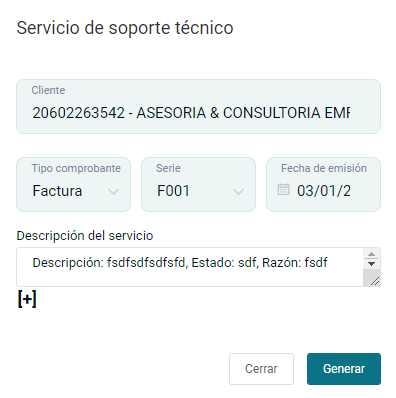 Servicio de soporte técnico
Cliente
20602263542 - ASESORIA & CONSULTORIA EMF
Tipo comprobante
Factura
Serie
F001
Fecha de emisión
03/01/2
Descripción del servicio
Descripción: fsdfsdfsdfsfd, Estado: sdf, Razón: fsdf
[+]
Cerrar
Generar